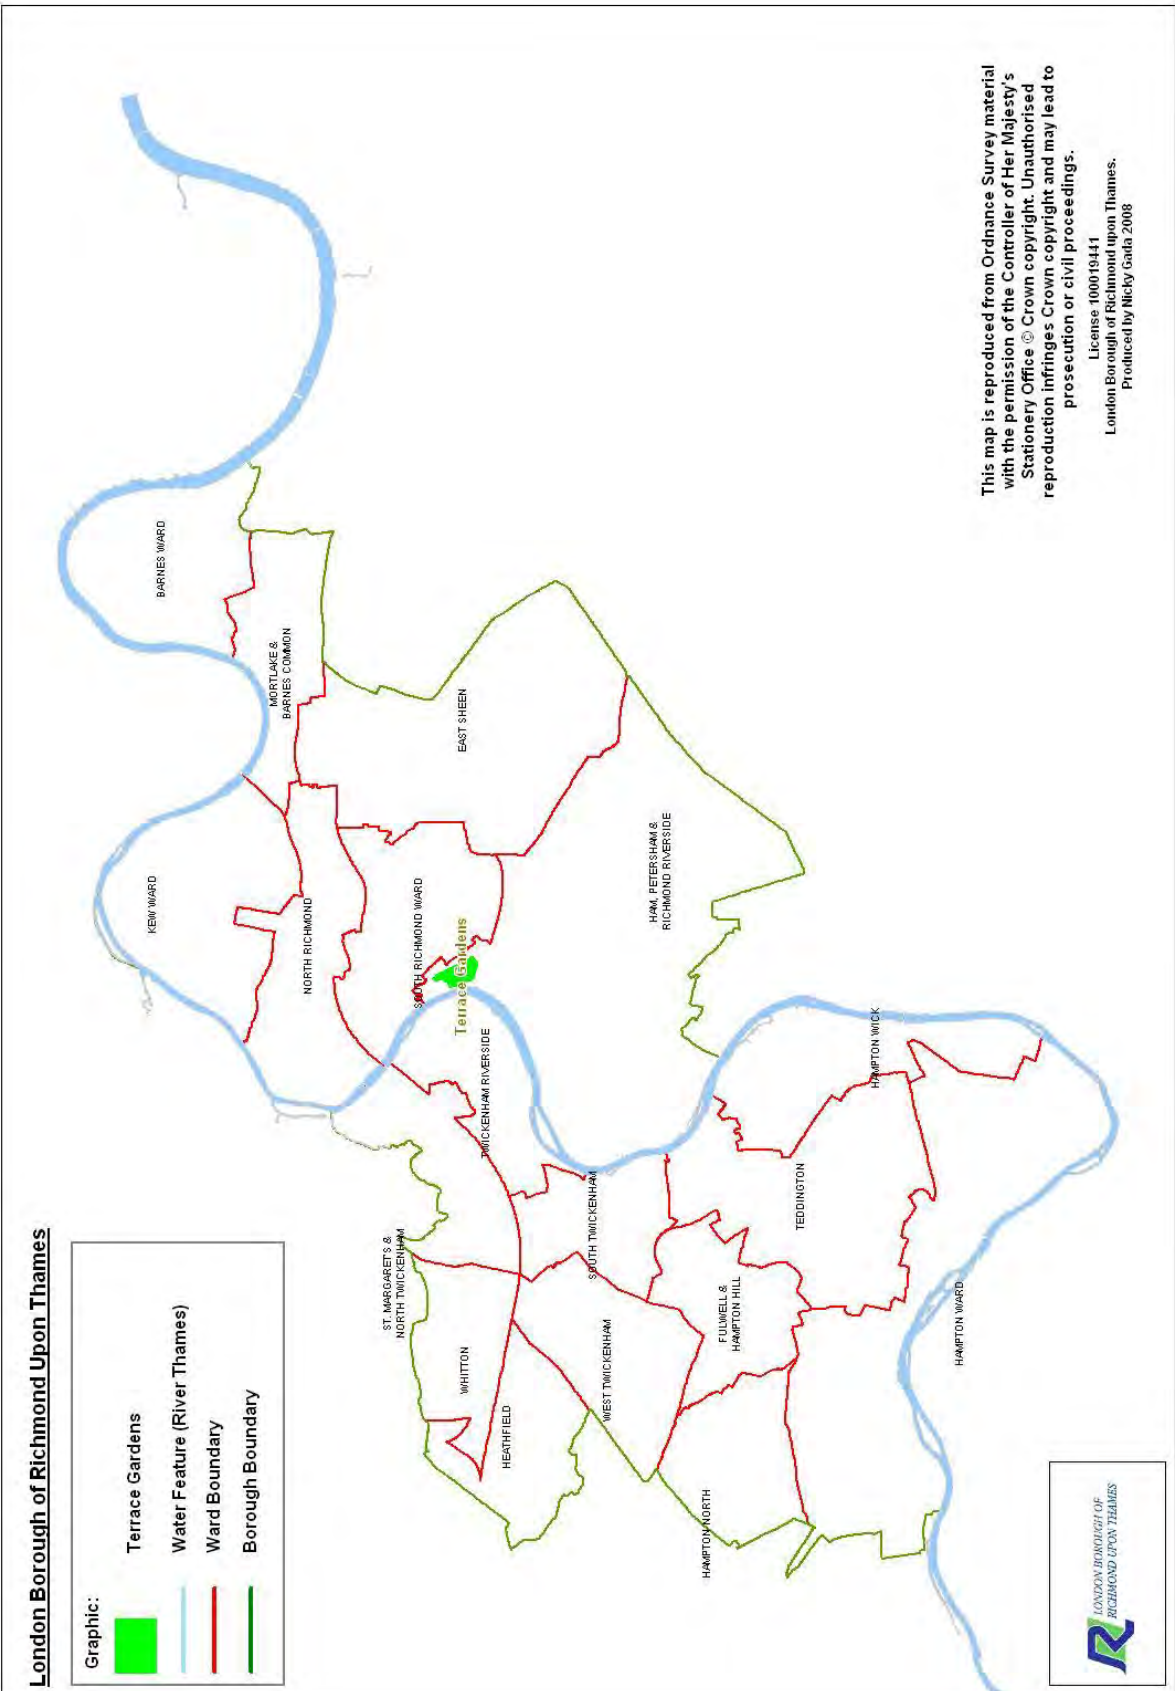 London Borough of Richmond Upon Thames
Graphic:
Terrace Gardens
Water Feature (River Thames)
Ward Boundary
Borough Boundary
BARNES WARD
MORTLAKE &
BARNES COMMON
KEW WARD
NORTH RICHMOND
EAST SHEEN
SOUTH RICHMOND WARD
Terrace Gardens
HAM, PETERSHAM &
RICHMOND RIVERSIDE
TWICKENHAM RIVERSIDE
ST. MARGARETS &
NORTH TWICKENHAM
WHITTON
HEATHFIELD
SOUTH TWICKENHAM
WEST TWICKENHAM
FULWELL &
HAMPTON HILL
TEDDINGTON
HAMPTON WICK
HAMPTON NORTH
HAMPTON WARD
This map is reproduced from Ordnance Survey material
with the permission of the Controller of Her Majesty's
Stationery Office © Crown copyright. Unauthorised
reproduction infringes Crown copyright and may lead to
prosecution or civil proceedings.
License 100019441
London Borough of Richmond upon Thames.
Produced by Nicky Gada 2008
LONDON BOROUGH OF
RICHMOND UPON THAMES